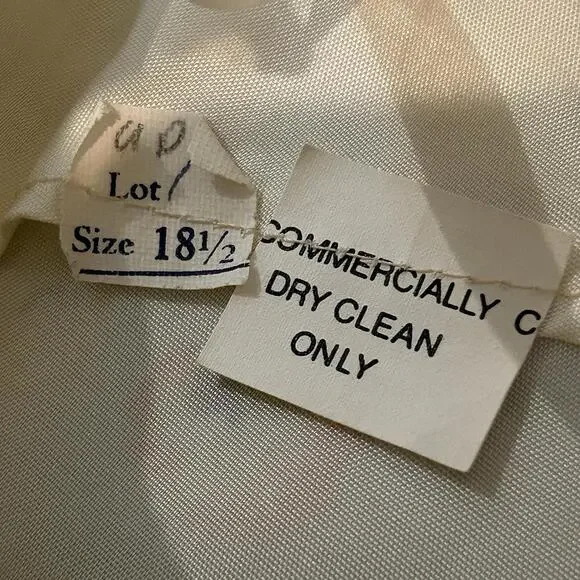 Lot
Size 18½
COMMERCIALLY C
DRY CLEAN
ONLY